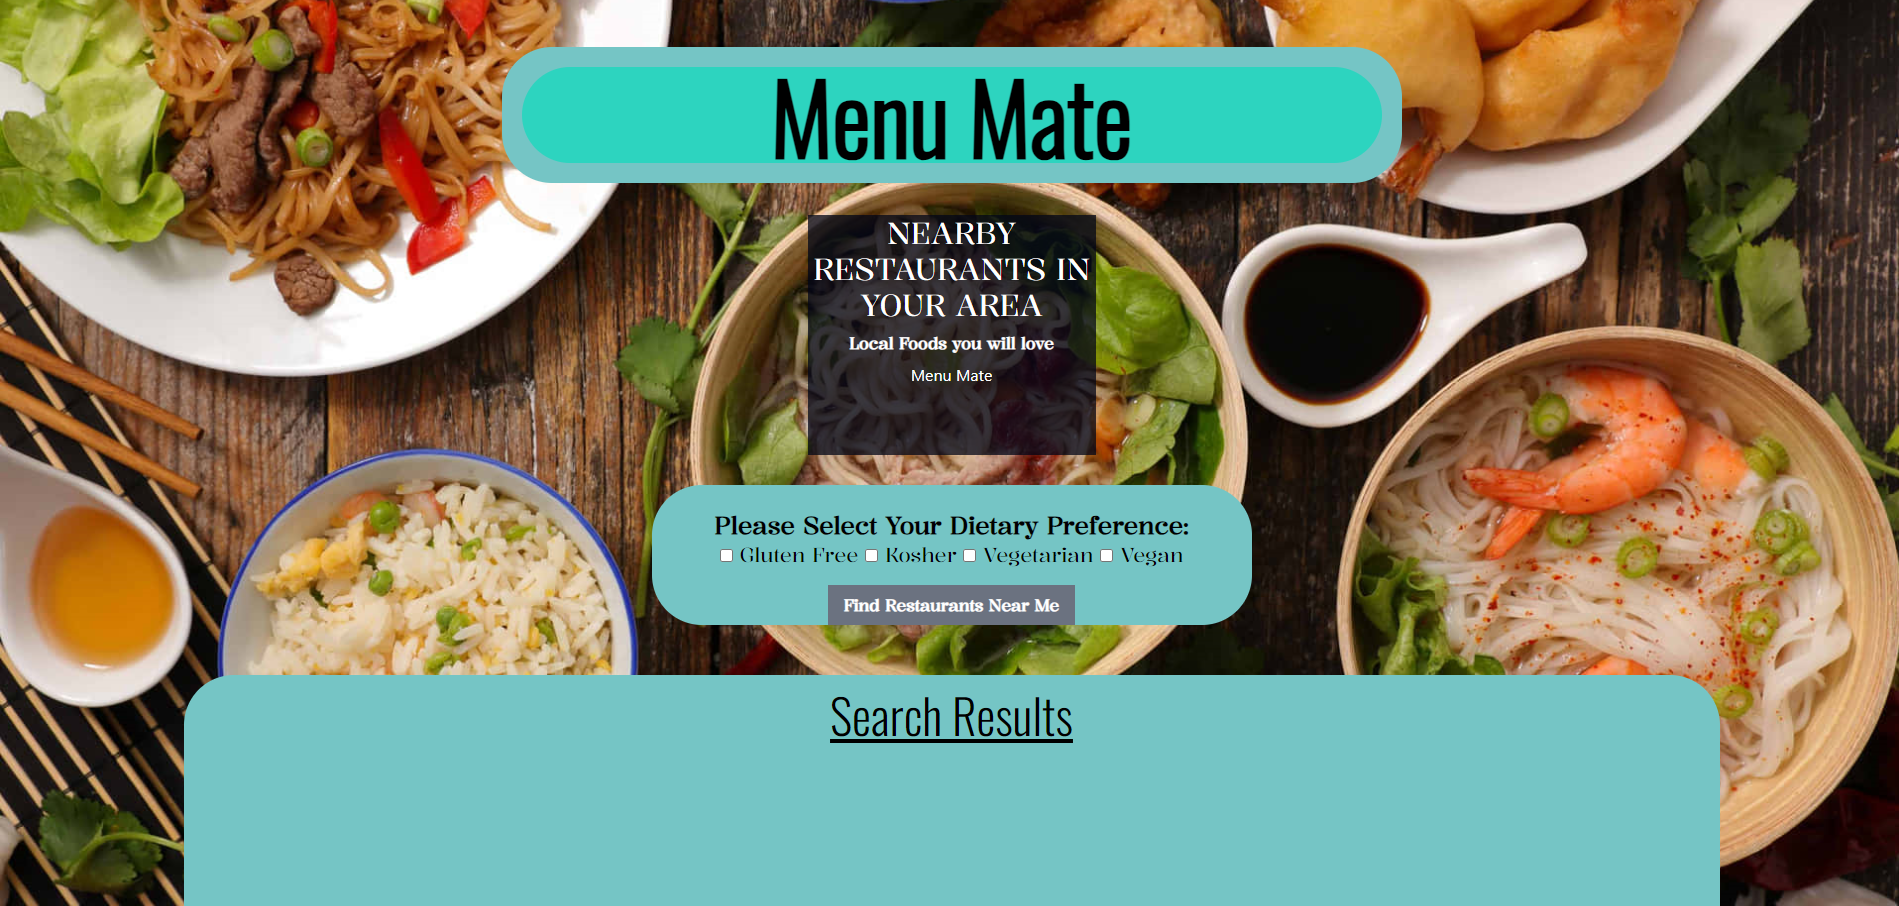 Menu Mate
NEARBY
RESTAURANTS IN
YOUR AREA
Local Foods you will love
Menu Mate
Please Select Your Dietary Preference:
Gluten Free Kosher Vegetarian Vegan
Find Restaurants Near Me
Search Results